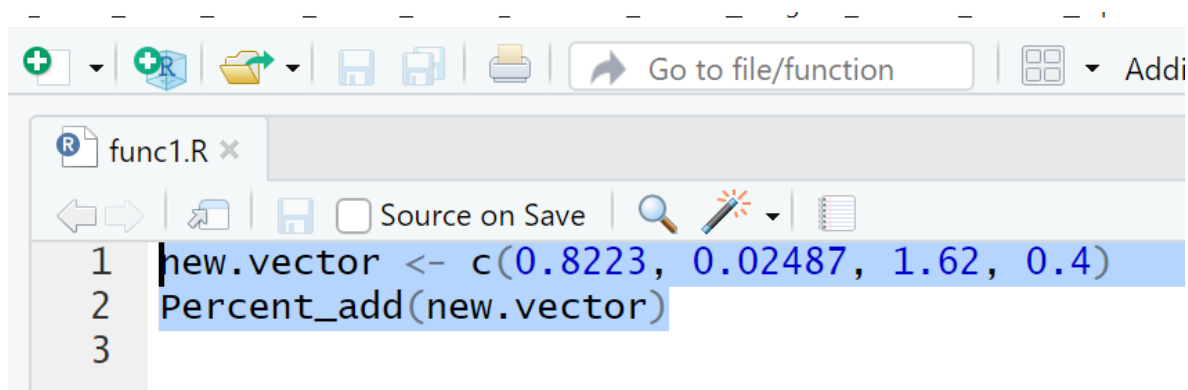 Go to file/function
Addi
func1.R
Source on Save
1 new.vector <- c(0.8223, 0.02487, 1.62, 0.4)
2 Percent_add(new.vector)
3